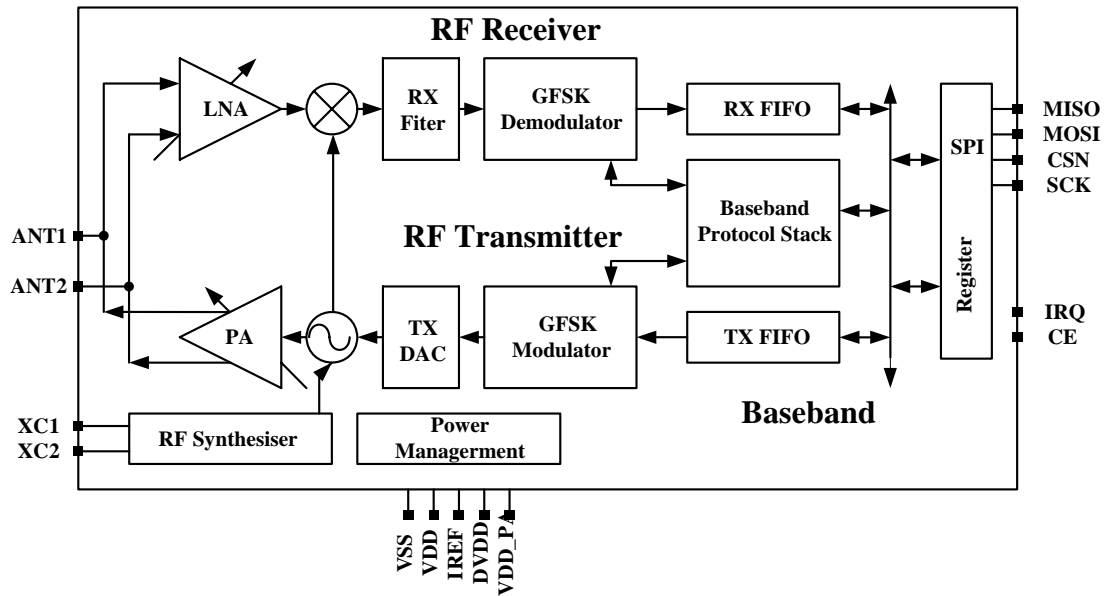 RF Receiver
LNA
RX
Fiter
GFSK
Demodulator
RX FIFO
SPI
Register
MISO
MOSI
CSN
SCK
Baseband
Protocol Stack
ANT1
ANT2
RF Transmitter
PA
TX
DAC
GFSK
Modulator
TX FIFO
IRQ
CE
Baseband
XC1
XC2
RF Synthesiser
Power
Managerment
VSS
VDD
IREF
DVDD
VDD_PA